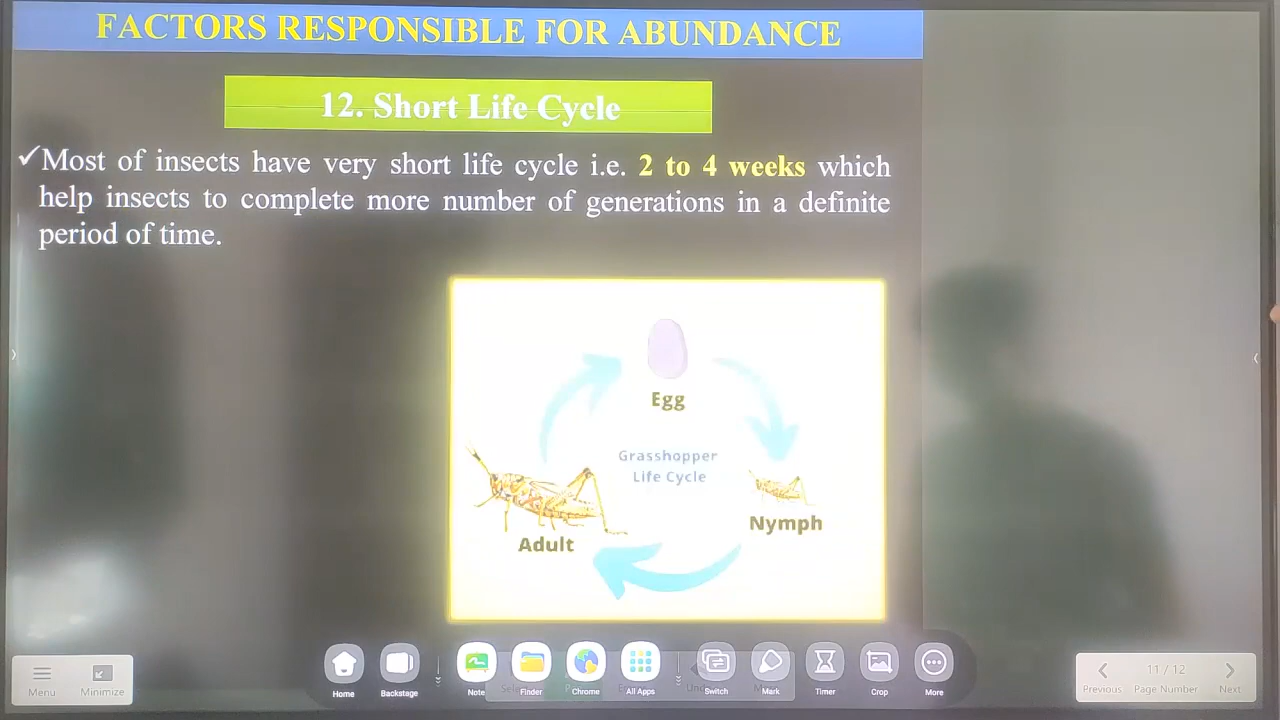 FACTORS RESPONSIBLE FOR ABUNDANCE
12. Short Life Cycle
✓Most of insects have very short life cycle i.e. 2 to 4 weeks which
help insects to complete more number of generations in a definite
period of time.
Egg
Grasshopper
Life Cycle
Nymph
Adult
Menu
Minimize
Home
Backstage
Note
Finder
Chrome
All Apps
Switch
Mark
Timer
Crop
More
Previous
11 / 12
Page Number
Next